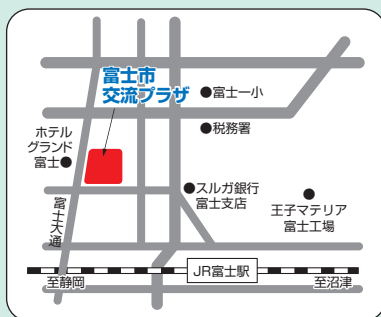 富士市
交流プラザ
●富士一小
●税務署
ホテル
グランド
富士●
●スルガ銀行
富士支店
王子マテリア
富士工場
富士大通
JR富士駅
至静岡
至沼津